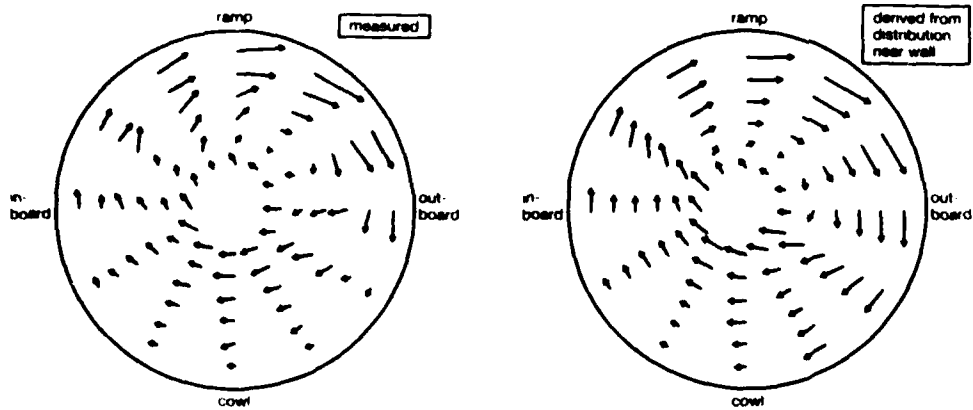 ramp
measured
in-
board
out-
board
cowl
ramp
derived from
distribution
near wall
in-
board
out-
board
cowl